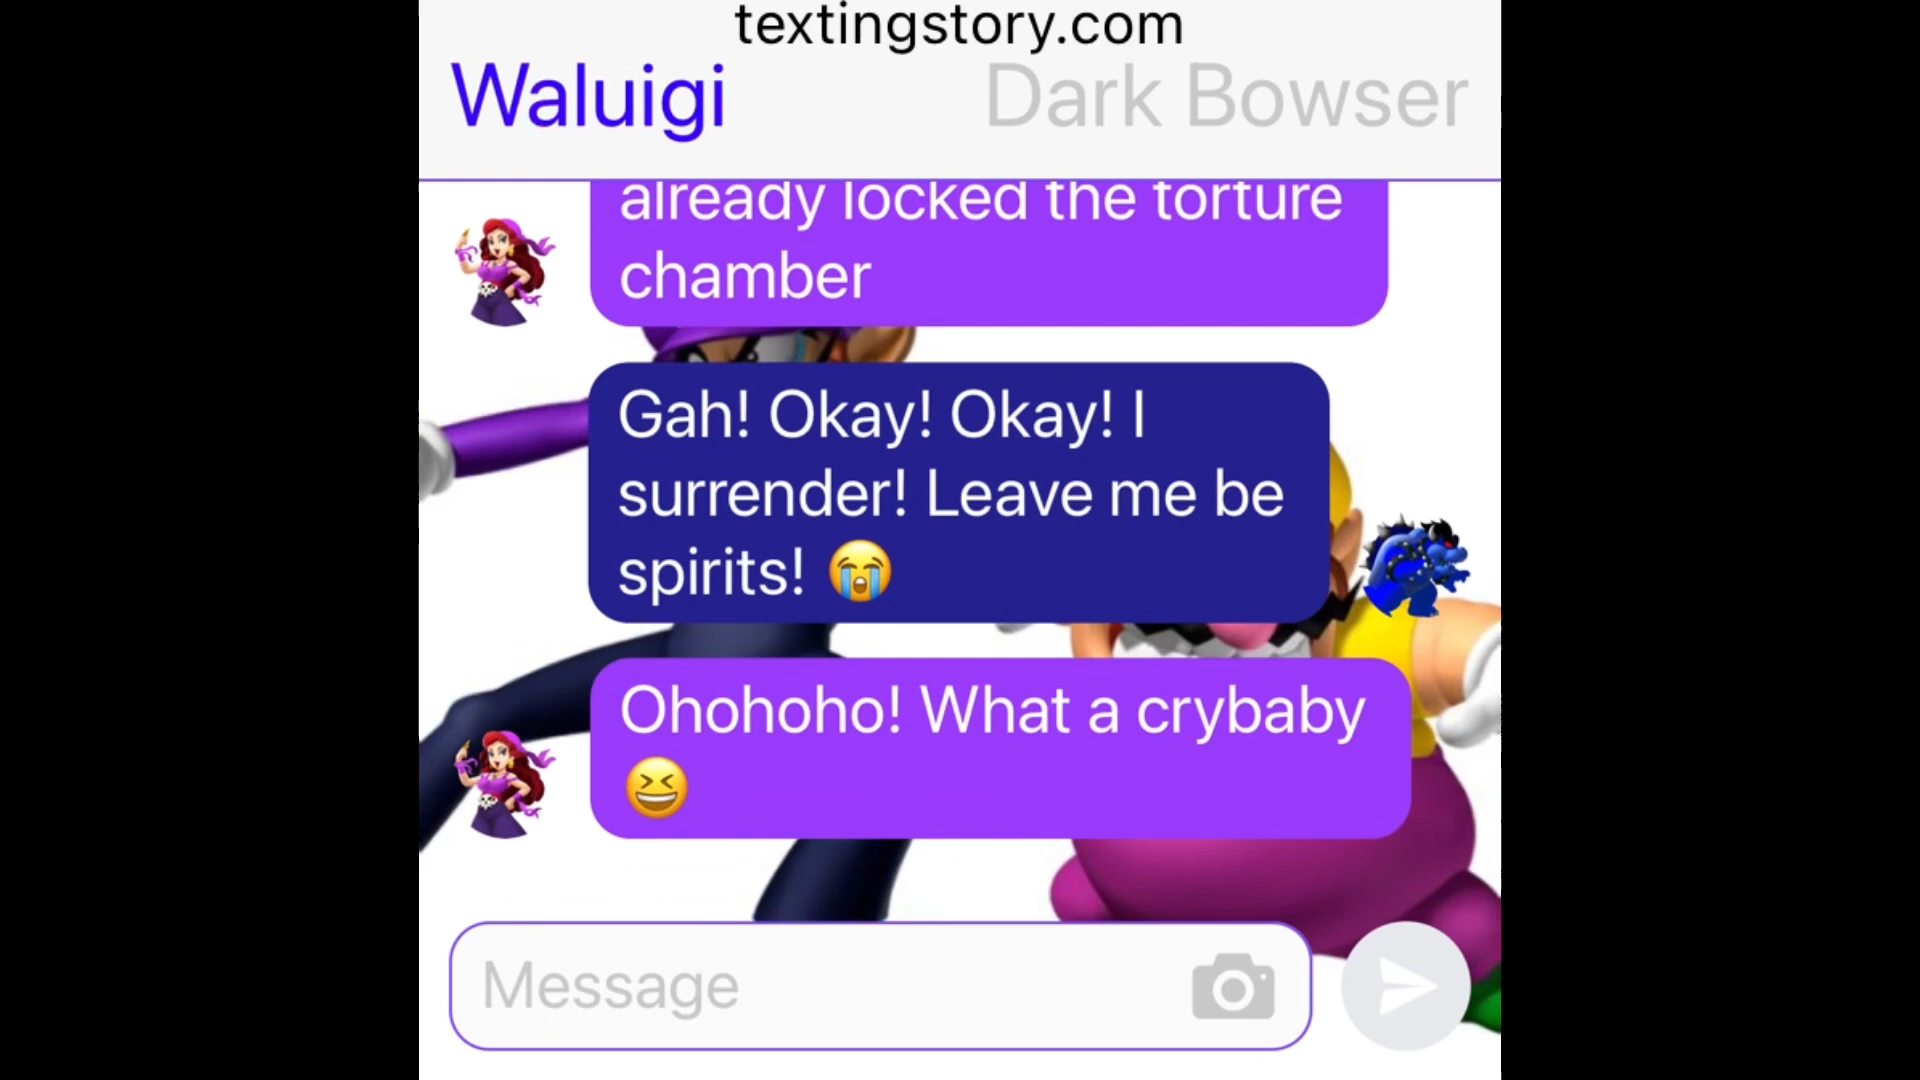 textingstory.com
Waluigi Dark Bowser
already locked the torture
chamber
Gah! Okay! Okay! I
surrender! Leave me be
spirits! 😭
Ohohoho! What a crybaby
😆
Message